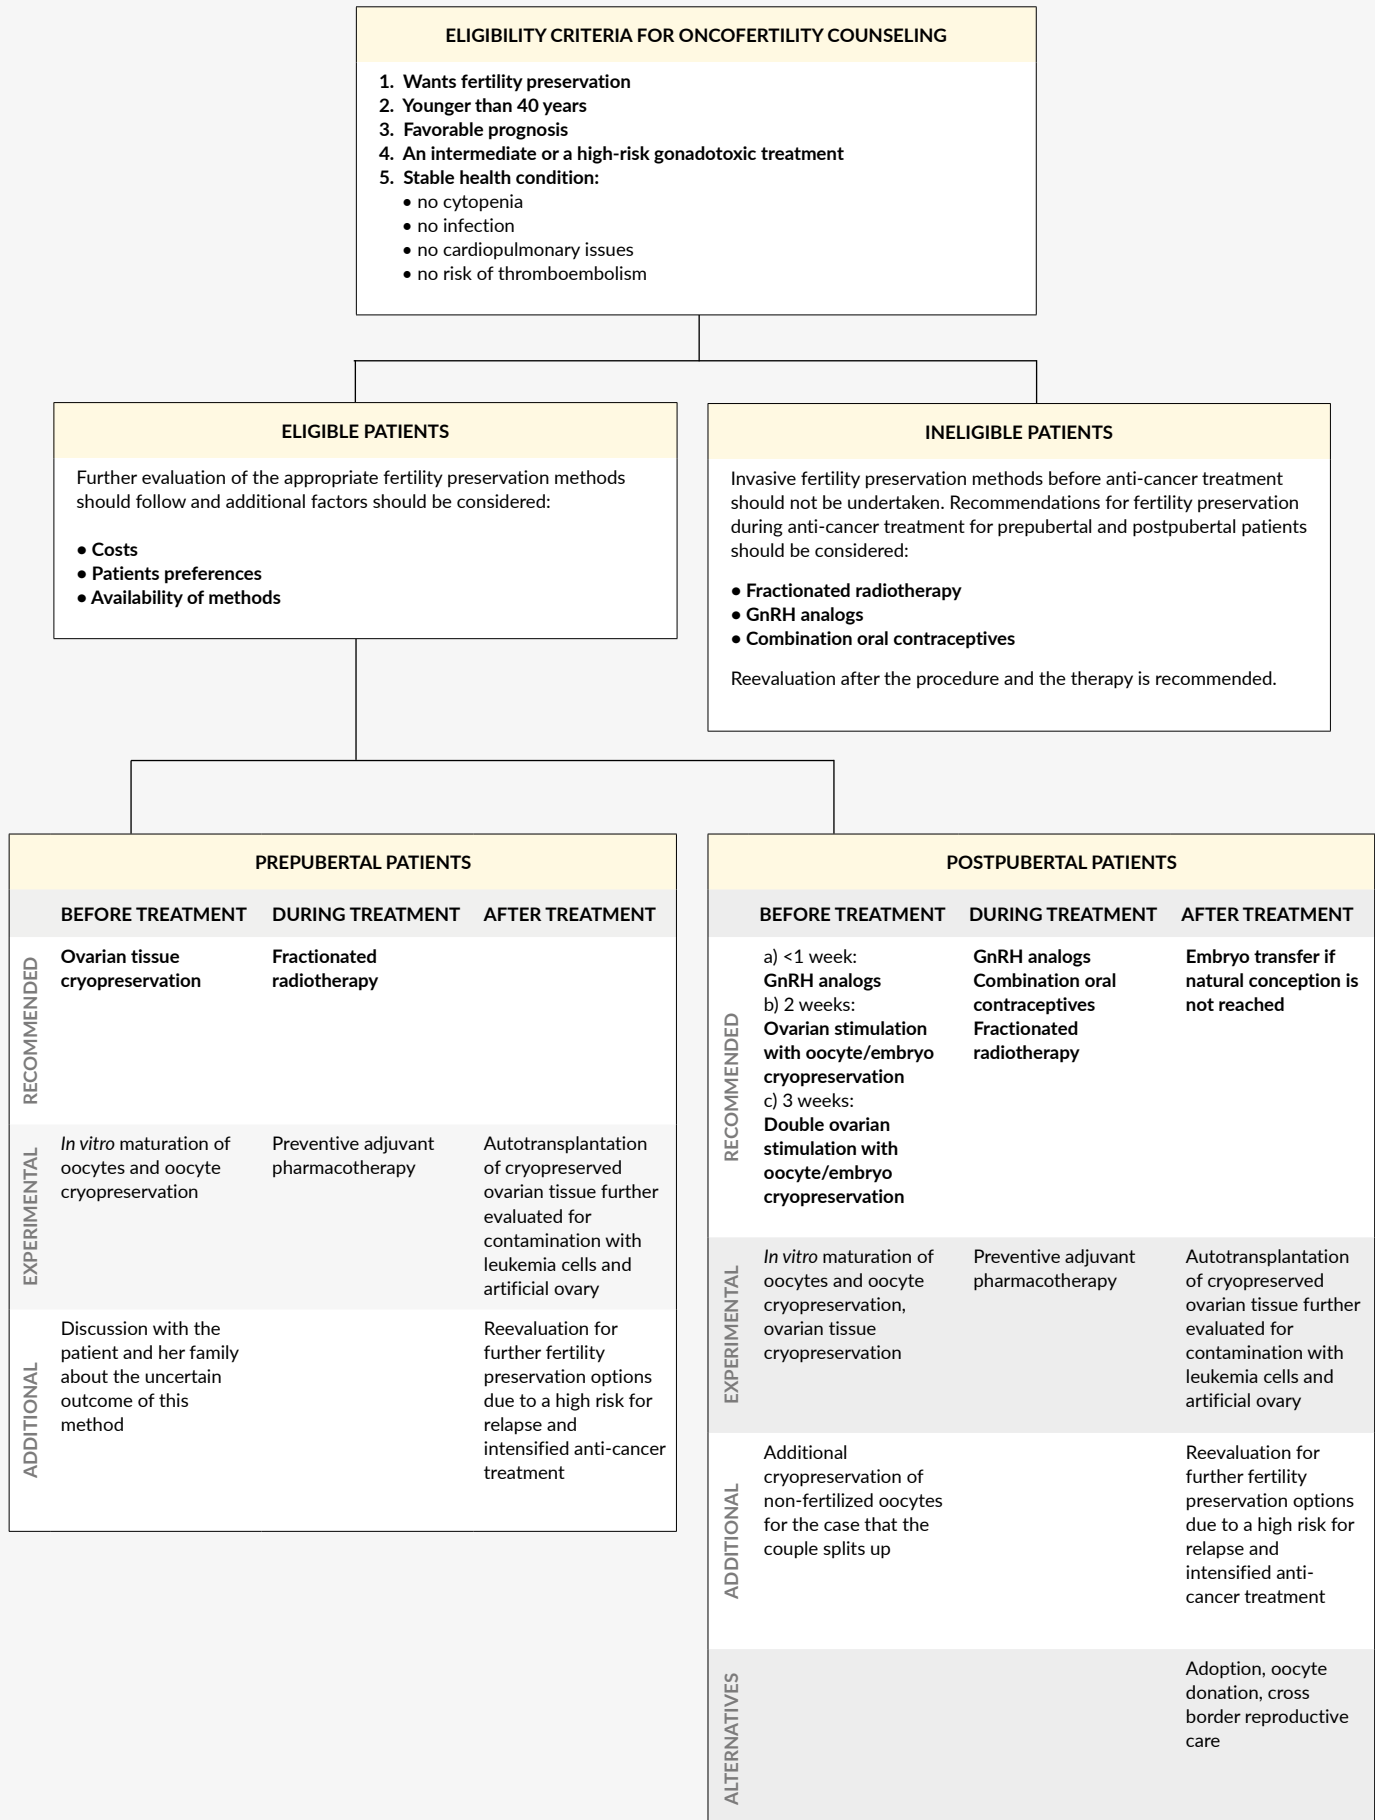 ELIGIBILITY CRITERIA FOR ONCOFERTILITY COUNSELING
1. Wants fertility preservation
2. Younger than 40 years
3. Favorable prognosis
4. An intermediate or a high-risk gonadotoxic treatment
5. Stable health condition:
• no cytopenia
• no infection
• no cardiopulmonary issues
• no risk of thromboembolism
ELIGIBLE PATIENTS
Further evaluation of the appropriate fertility preservation methods
should follow and additional factors should be considered:
• Costs
• Patients preferences
• Availability of methods
INELIGIBLE PATIENTS
Invasive fertility preservation methods before anti-cancer treatment
should not be undertaken. Recommendations for fertility preservation
during anti-cancer treatment for prepubertal and postpubertal patients
should be considered:
• Fractionated radiotherapy
• GnRH analogs
• Combination oral contraceptives
Reevaluation after the procedure and the therapy is recommended.
PREPUBERTAL PATIENTS
BEFORE TREATMENT
DURING TREATMENT
AFTER TREATMENT
RECOMMENDED
Ovarian tissue
cryopreservation
Fractionated
radiotherapy
EXPERIMENTAL
In vitro maturation of
oocytes and oocyte
cryopreservation
Preventive adjuvant
pharmacotherapy
Autotransplantation
of cryopreserved
ovarian tissue further
evaluated for
contamination with
leukemia cells and
artificial ovary
ADDITIONAL
Discussion with the
patient and her family
about the uncertain
outcome of this
method
Reevaluation for
further fertility
preservation options
due to a high risk for
relapse and
intensified anti-cancer
treatment
POSTPUBERTAL PATIENTS
BEFORE TREATMENT
DURING TREATMENT
AFTER TREATMENT
RECOMMENDED
a) <1 week:
GnRH analogs
b) 2 weeks:
Ovarian stimulation
with oocyte/embryo
cryopreservation
c) 3 weeks:
Double ovarian
stimulation with
oocyte/embryo
cryopreservation
GnRH analogs
Combination oral
contraceptives
Fractionated
radiotherapy
Embryo transfer if
natural conception is
not reached
EXPERIMENTAL
In vitro maturation of
oocytes and oocyte
cryopreservation,
ovarian tissue
cryopreservation
Preventive adjuvant
pharmacotherapy
Autotransplantation
of cryopreserved
ovarian tissue further
evaluated for
contamination with
leukemia cells and
artificial ovary
ADDITIONAL
Additional
cryopreservation of
non-fertilized oocytes
for the case that the
couple splits up
Reevaluation for
further fertility
preservation options
due to a high risk for
relapse and
intensified anti-
cancer treatment
ALTERNATIVES
Adoption, oocyte
donation, cross
border reproductive
care